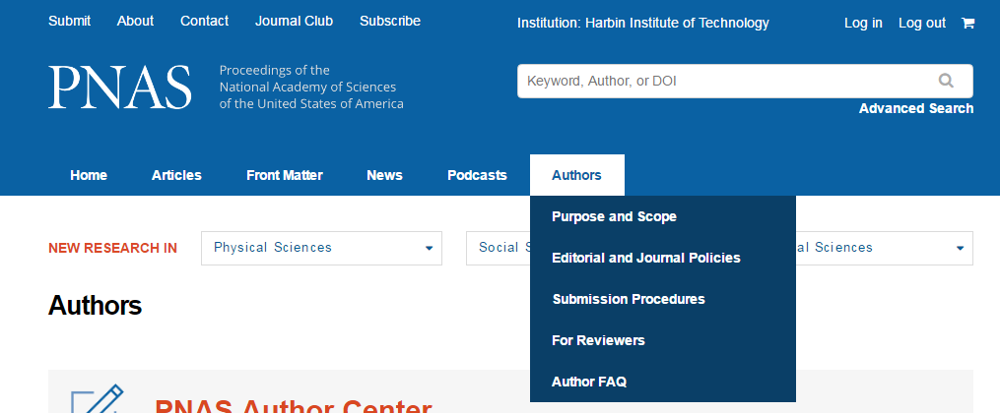 Submit About Contact Journal Club Subscribe
Institution: Harbin Institute of Technology Log in Log out
PNAS
Proceedings of the
National Academy of Sciences
of the United States of America
Keyword, Author, or DOI
Advanced Search
Home Articles Front Matter News Podcasts Authors
Purpose and Scope
Editorial and Journal Policies
Submission Procedures
For Reviewers
Author FAQ
NEW RESEARCH IN Physical Sciences Social al Sciences
Authors
PNAS Author Center